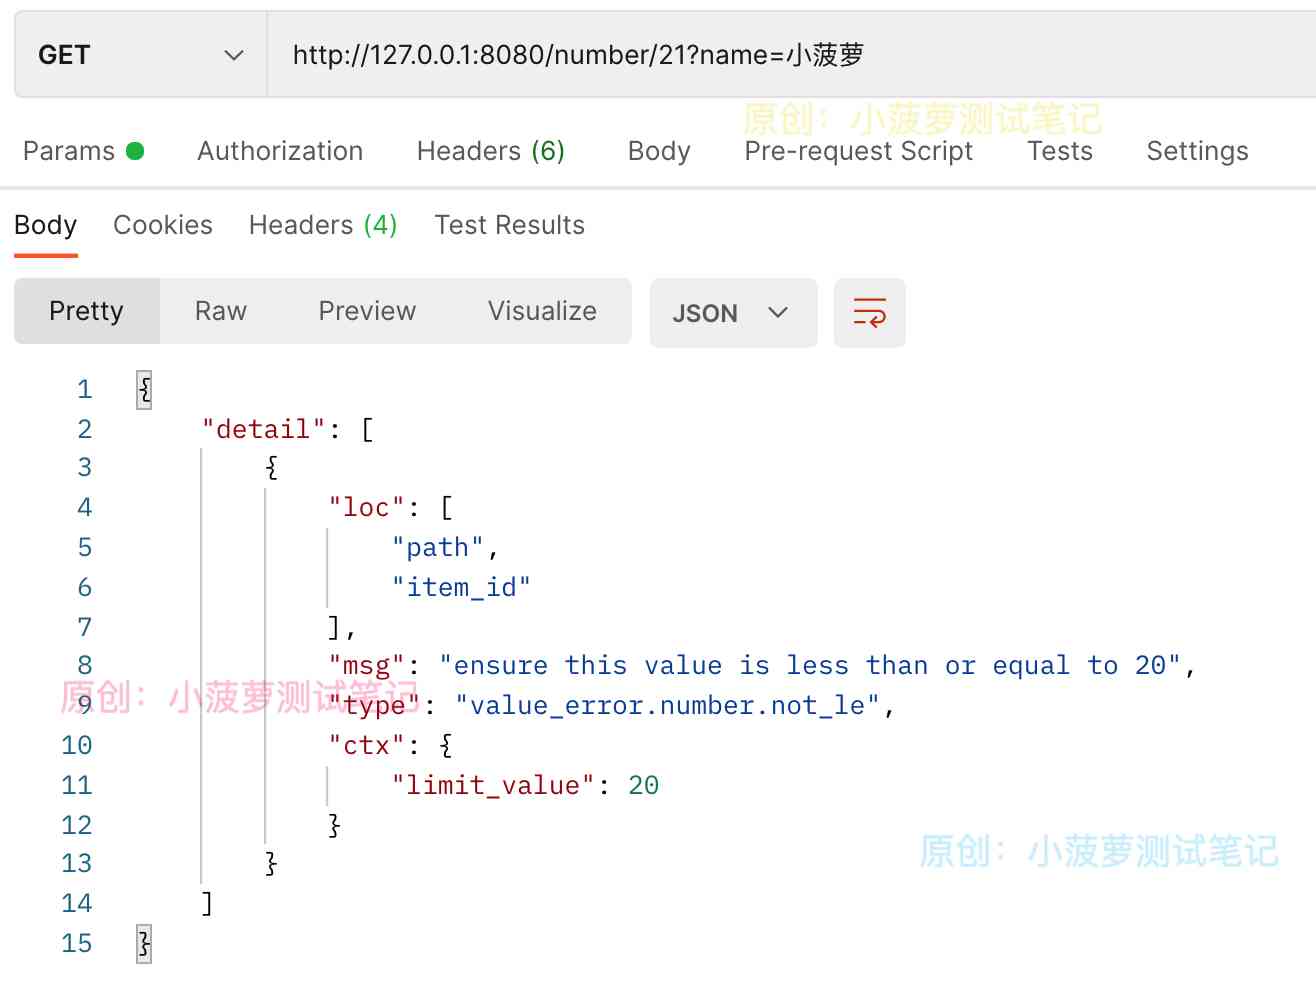 GET http://127.0.0.1:8080/number/21?name=小菠萝
原创：小菠萝测试笔记
Params Authorization Headers (6) Body Pre-request Script Tests Settings
Body Cookies Headers (4) Test Results
Pretty Raw Preview Visualize JSON
1 {
2 "detail": [
3 {
4 "loc": [
5 "path",
6 "item_id"
7 ],
8 "msg": "ensure this value is less than or equal to 20",
原创：小菠萝测试笔记
9 "type": "value_error.number.not_le",
10 "ctx": {
11 "limit_value": 20
12 }
原创：小菠萝测试笔记
13 }
14 ]
15 }